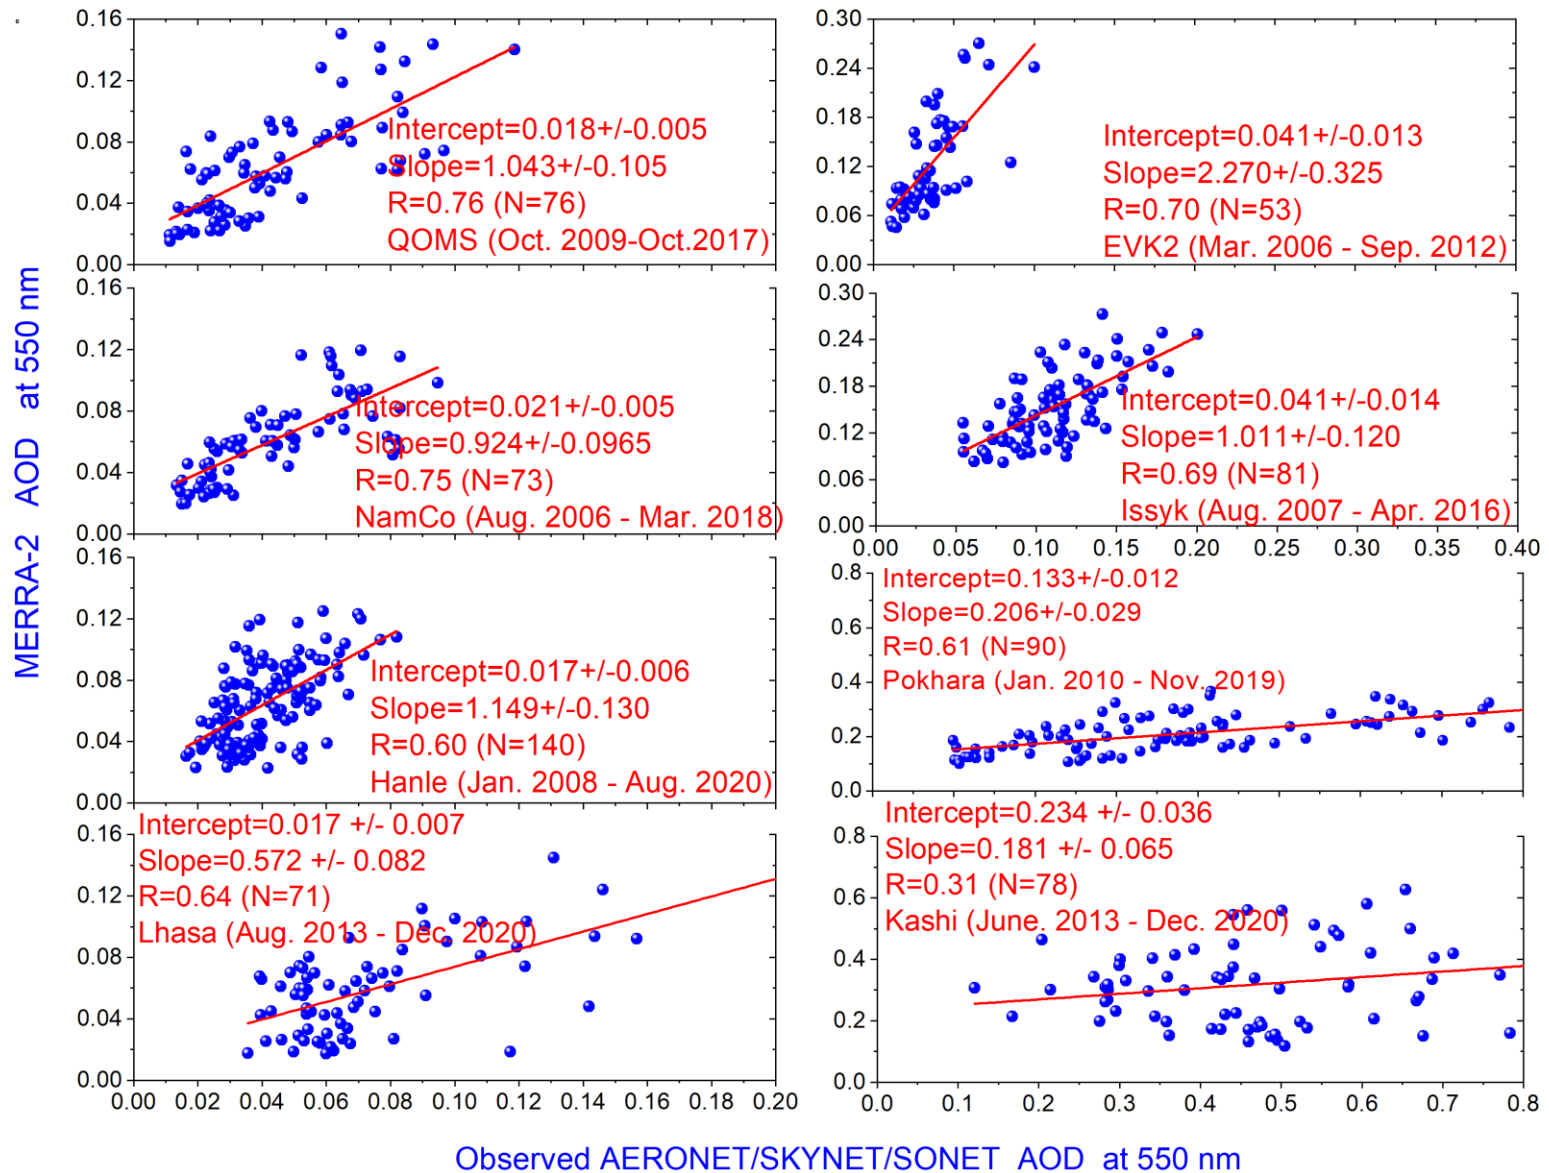 MERRA-2 AOD at 550 nm
0.16
0.12
0.08
0.04
0.00
Intercept=0.018+/-0.005
Slope=1.043+/-0.105
R=0.76 (N=76)
QOMS (Oct. 2009-Oct.2017)
0.30
0.24
0.18
0.12
0.06
0.00
Intercept=0.041+/-0.013
Slope=2.270+/-0.325
R=0.70 (N=53)
EVK2 (Mar. 2006 - Sep. 2012)
0.16
0.12
0.08
0.04
0.00
Intercept=0.021+/-0.005
Slope=0.924+/-0.0965
R=0.75 (N=73)
NamCo (Aug. 2006 - Mar. 2018)
0.30
0.24
0.18
0.12
0.06
0.00
Intercept=0.041+/-0.014
Slope=1.011+/-0.120
R=0.69 (N=81)
Issyk (Aug. 2007 - Apr. 2016)
0.00 0.05 0.10 0.15 0.20 0.25 0.30 0.35 0.40
0.16
0.12
0.08
0.04
0.00
Intercept=0.017+/-0.006
Slope=1.149+/-0.130
R=0.60 (N=140)
Hanle (Jan. 2008 - Aug. 2020)
0.8
0.6
0.4
0.2
0.0
Intercept=0.133+/-0.012
Slope=0.206+/-0.029
R=0.61 (N=90)
Pokhara (Jan. 2010 - Nov. 2019)
0.16
0.12
0.08
0.04
0.00
Intercept=0.017 +/- 0.007
Slope=0.572 +/- 0.082
R=0.64 (N=71)
Lhasa (Aug. 2013 - Dec. 2020)
0.00 0.02 0.04 0.06 0.08 0.10 0.12 0.14 0.16 0.18 0.20
0.8
0.6
0.4
0.2
0.0
Intercept=0.234 +/- 0.036
Slope=0.181 +/- 0.065
R=0.31 (N=78)
Kashi (June. 2013 - Dec. 2020)
0.0 0.1 0.2 0.3 0.4 0.5 0.6 0.7 0.8
Observed AERONET/SKYNET/SONET AOD at 550 nm